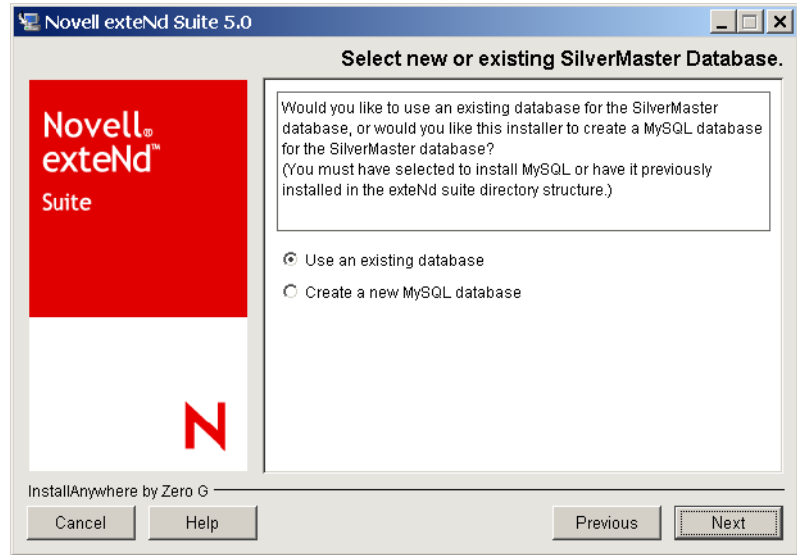 Novell exteNd Suite 5.0
Select new or existing SilverMaster Database.
Novell®
exteNd™
Suite
Would you like to use an existing database for the SilverMaster
database, or would you like this installer to create a MySQL database
for the SilverMaster database?
(You must have selected to install MySQL or have it previously
installed in the exteNd suite directory structure.)
Use an existing database
Create a new MySQL database
N
InstallAnywhere by Zero G
Cancel
Help
Previous
Next